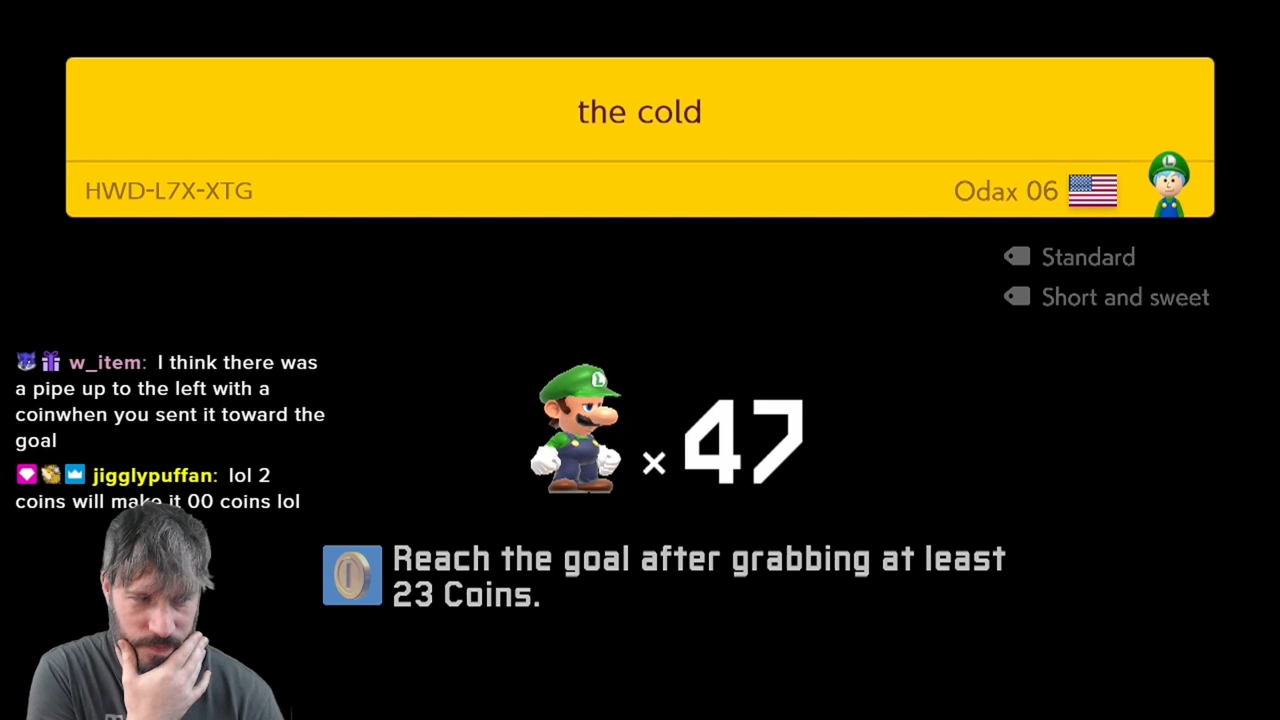 the cold
HWD-L7X-XTG
Odax 06
Standard
Short and sweet
w_item: I think there was
a pipe up to the left with a
coinwhen you sent it toward the
goal
jigglypuffan: lol 2
coins will make it 00 coins lol
L
× 47
Reach the goal after grabbing at least
23 Coins.